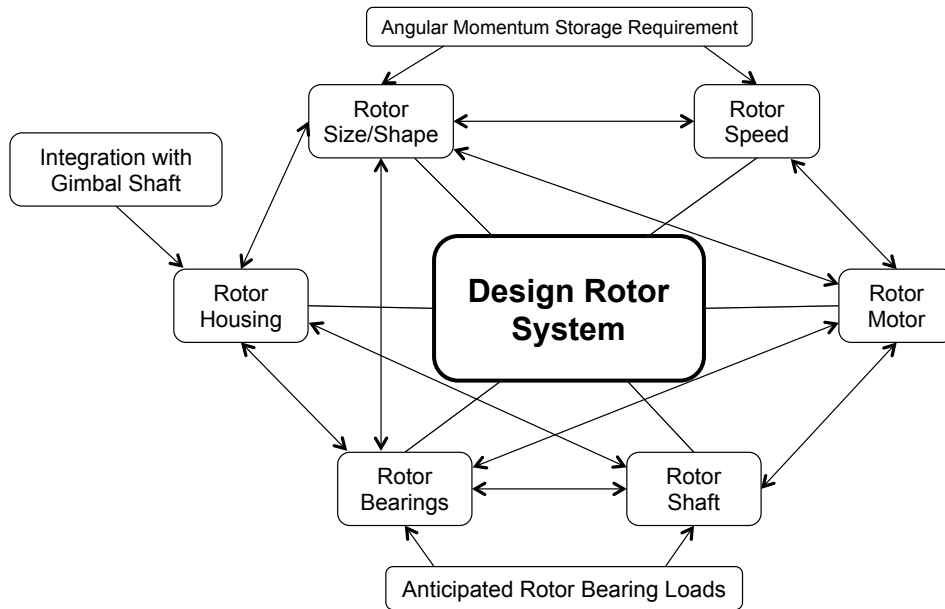 Angular Momentum Storage Requirement
Rotor
Size/Shape
Rotor
Speed
Integration with
Gimbal Shaft
Design Rotor
System
Rotor
Housing
Rotor
Motor
Rotor
Bearings
Rotor
Shaft
Anticipated Rotor Bearing Loads